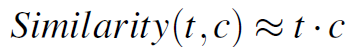 Similarity(t,c) ≈ t · c